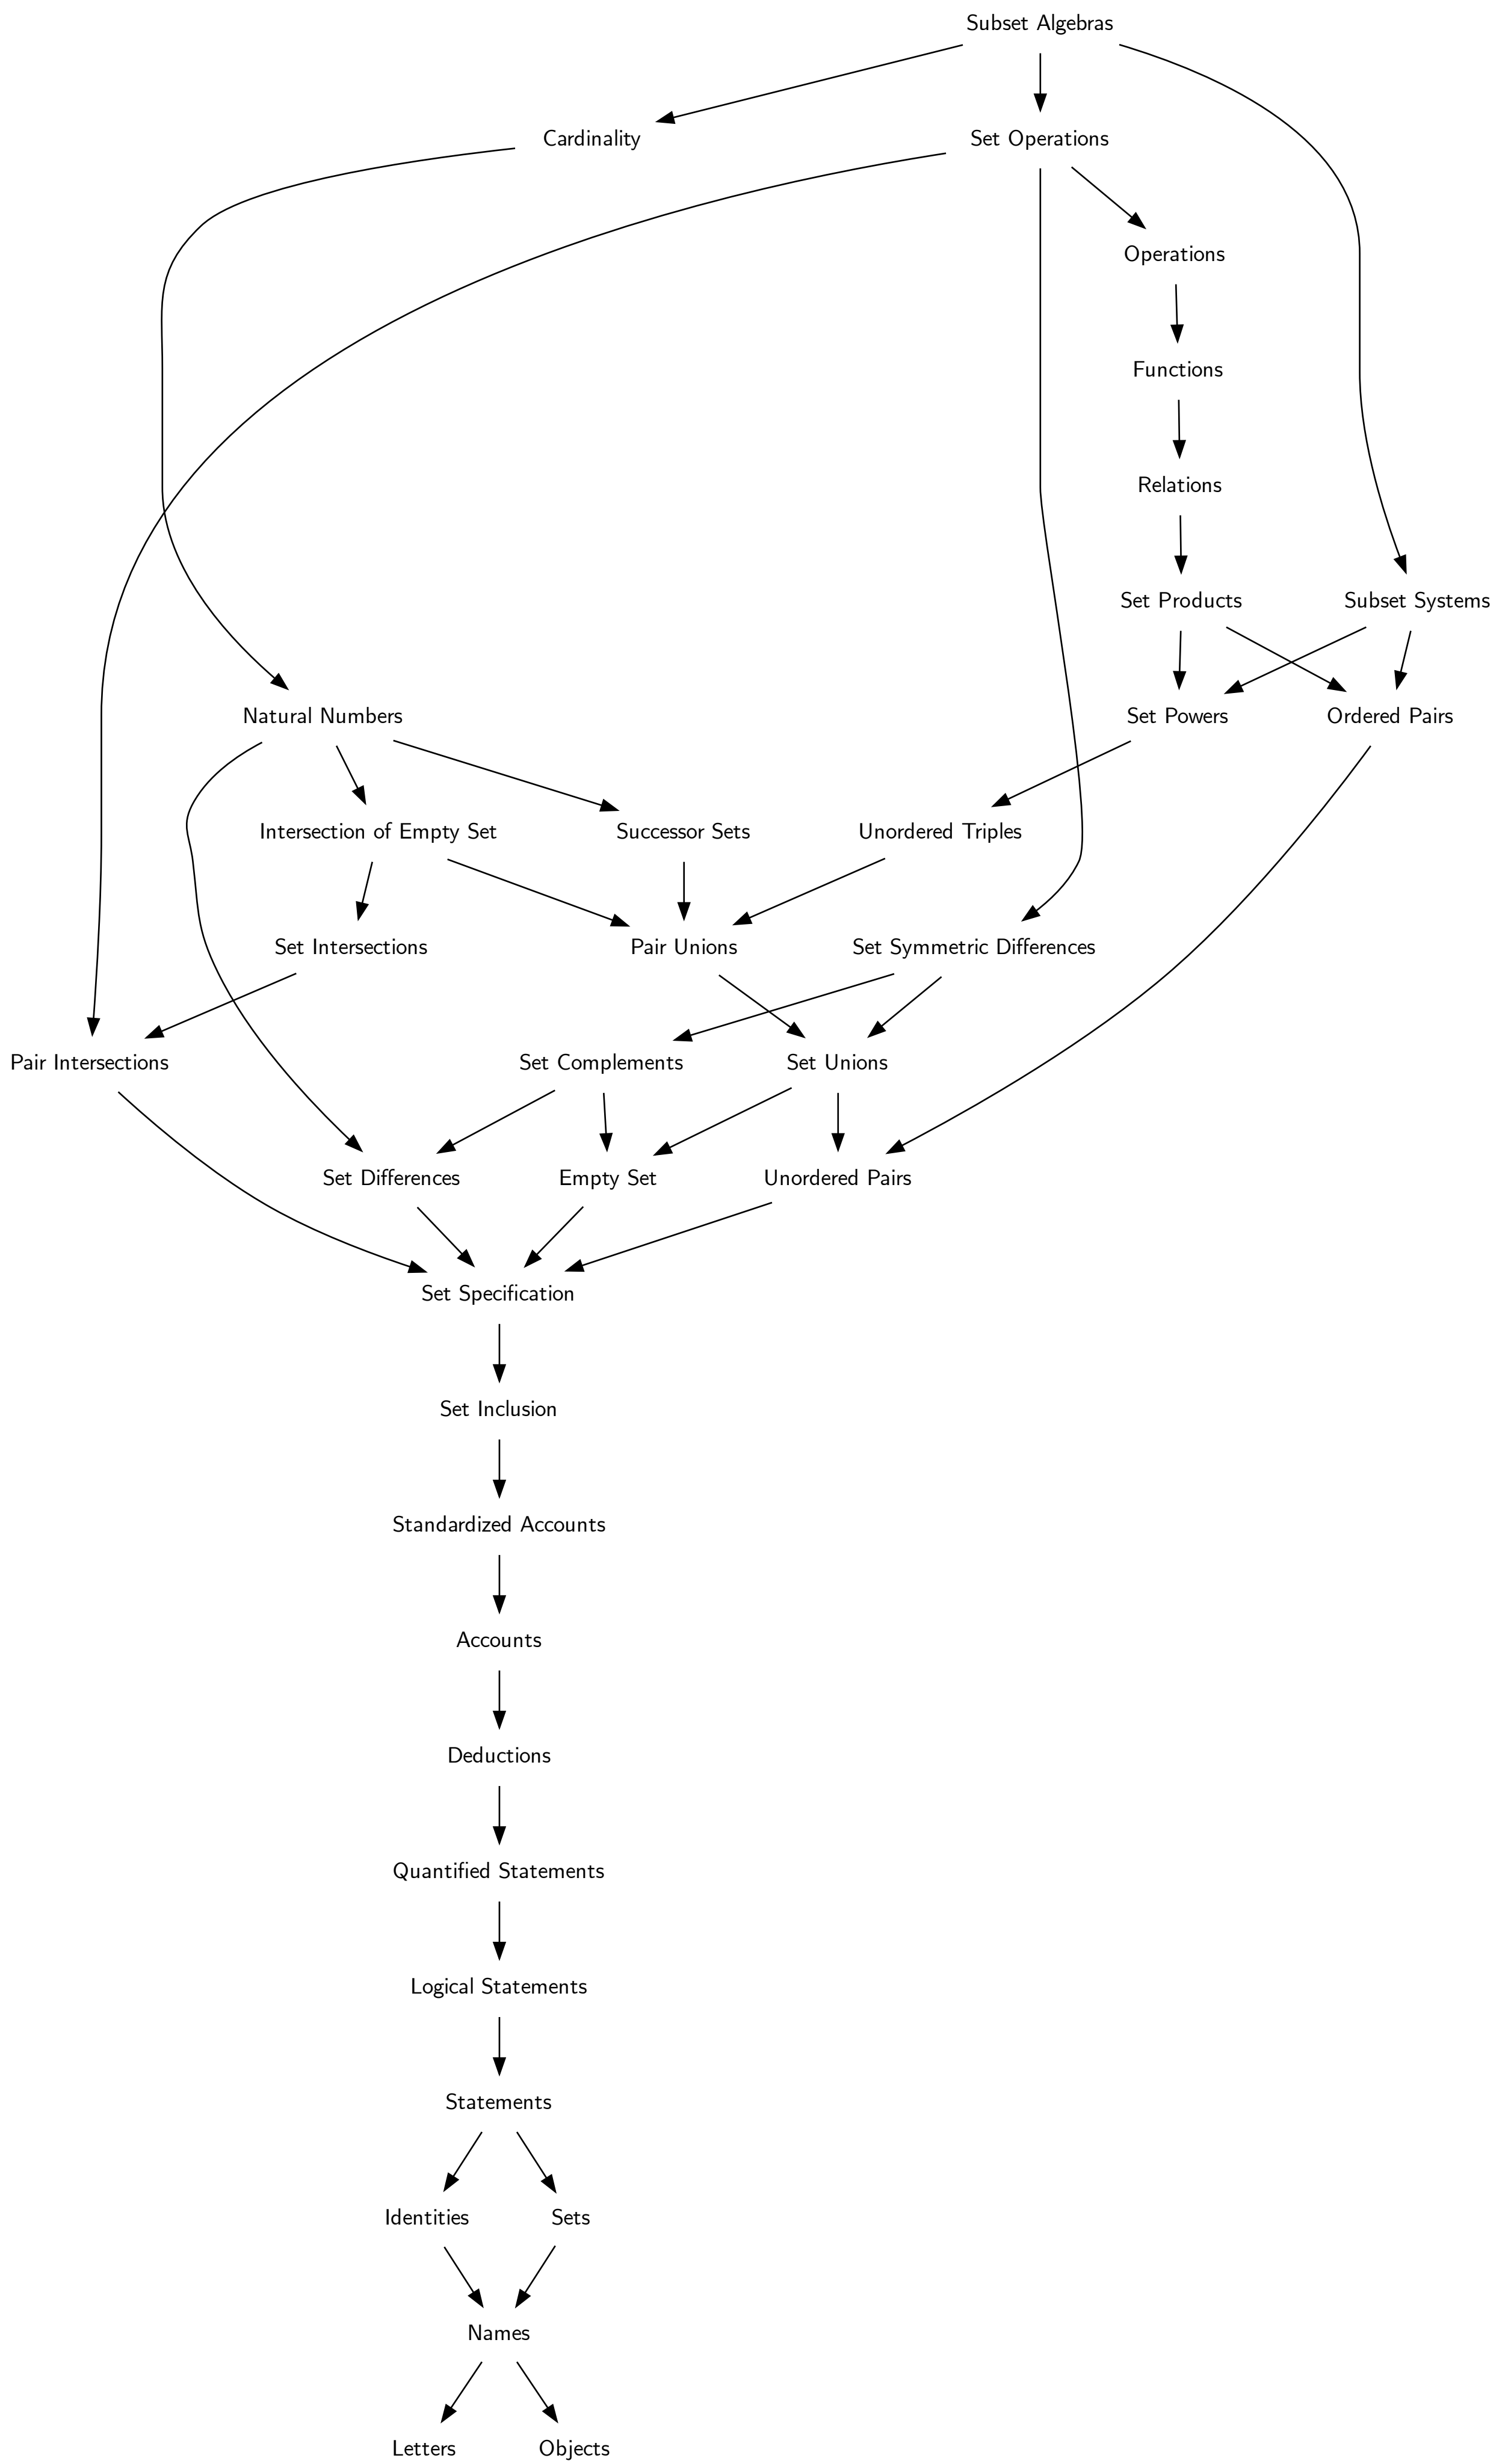 Subset Algebras
Cardinality
Set Operations
Operations
Functions
Relations
Set Products
Subset Systems
Natural Numbers
Set Powers
Ordered Pairs
Intersection of Empty Set
Successor Sets
Unordered Triples
Set Intersections
Pair Unions
Set Symmetric Differences
Pair Intersections
Set Complements
Set Unions
Set Differences
Empty Set
Unordered Pairs
Set Specification
Set Inclusion
Standardized Accounts
Accounts
Deductions
Quantified Statements
Logical Statements
Statements
Identities
Sets
Names
Letters
Objects